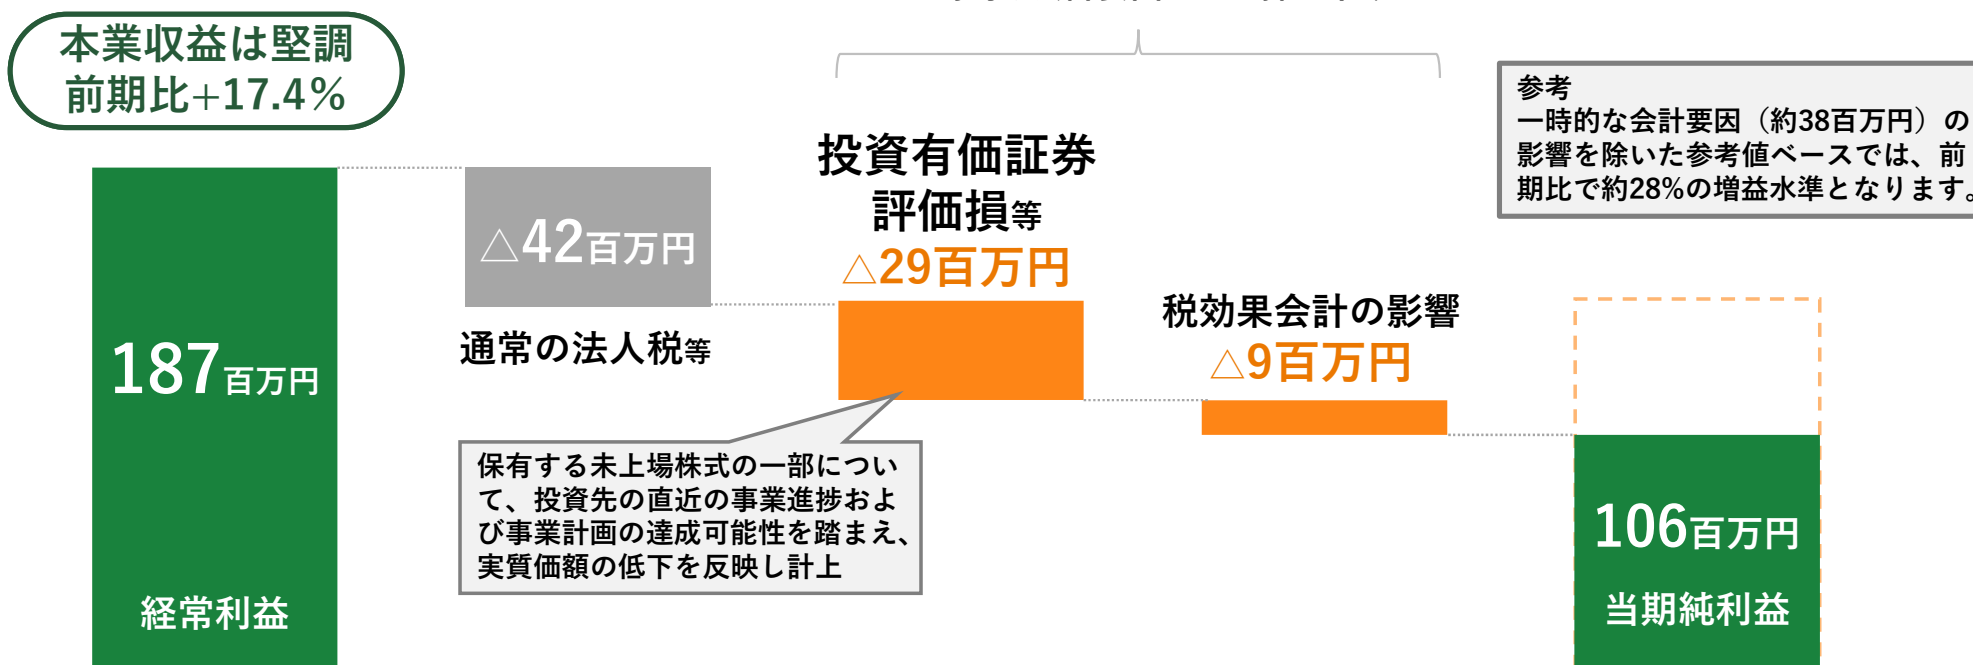 本業収益は堅調
前期比+17.4%
参考
一時的な会計要因（約38百万円）の
影響を除いた参考値ベースでは、前
期比で約28%の増益水準となります。
投資有価証券
評価損等
△29百万円
△42百万円
通常の法人税等
税効果会計の影響
△9百万円
187百万円
経常利益
保有する未上場株式の一部につい
て、投資先の直近の事業進捗およ
び事業計画の達成可能性を踏まえ、
実質価額の低下を反映し計上
106百万円
当期純利益